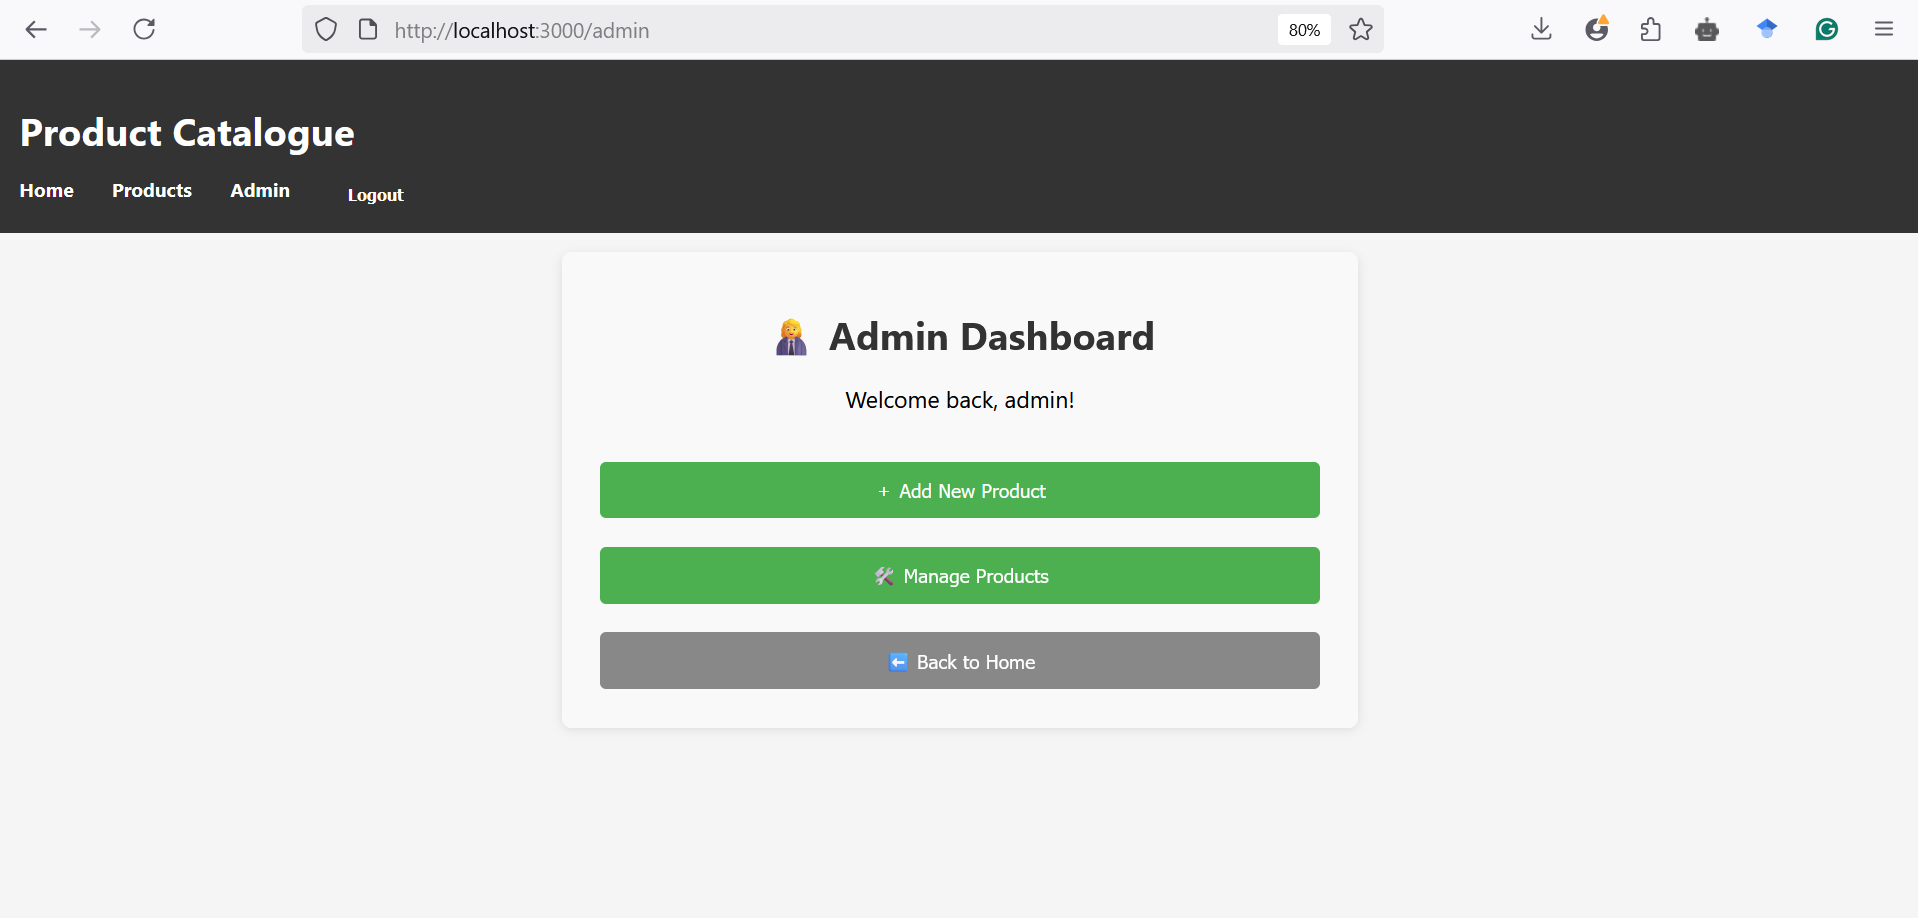 http://localhost:3000/admin 80%
Product Catalogue
Home Products Admin Logout
Admin Dashboard
Welcome back, admin!
+ Add New Product
Manage Products
Back to Home